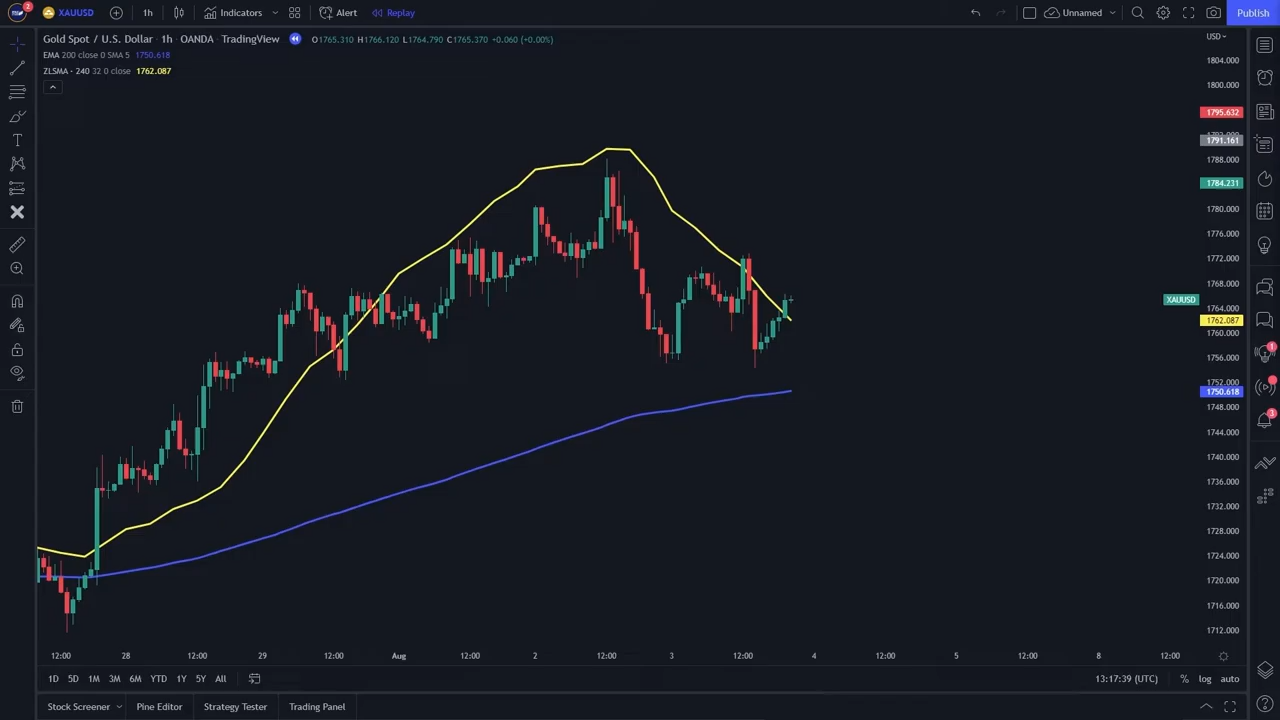 2
XAUUSD
1h
Indicators
Alert
Replay
Unnamed
Publish
Gold Spot / U.S. Dollar · 1h · OANDA · TradingView
O1765.310 H1766.120 L1764.790 C1765.370 +0.060 (+0.00%)
USD
EMA 200 close 0 SMA 5 1750.618
ZLSMA - 240 32 0 close 1762.087
1804.000
1800.000
1795.632
1791.161
1788.000
1784.231
1780.000
1776.000
1772.000
1768.000
XAUUSD
1764.000
1762.087
1760.000
1756.000
1752.000
1750.618
1748.000
1744.000
1740.000
1736.000
1732.000
1728.000
1724.000
1720.000
1716.000
1712.000
1
3
12:00 28 12:00 29 12:00 Aug 12:00 2 12:00 3 12:00 4 12:00 5 12:00 8 12:00
1D 5D 1M 3M 6M YTD 1Y 5Y All
13:17:39 (UTC) % log auto
Stock Screener Pine Editor Strategy Tester Trading Panel